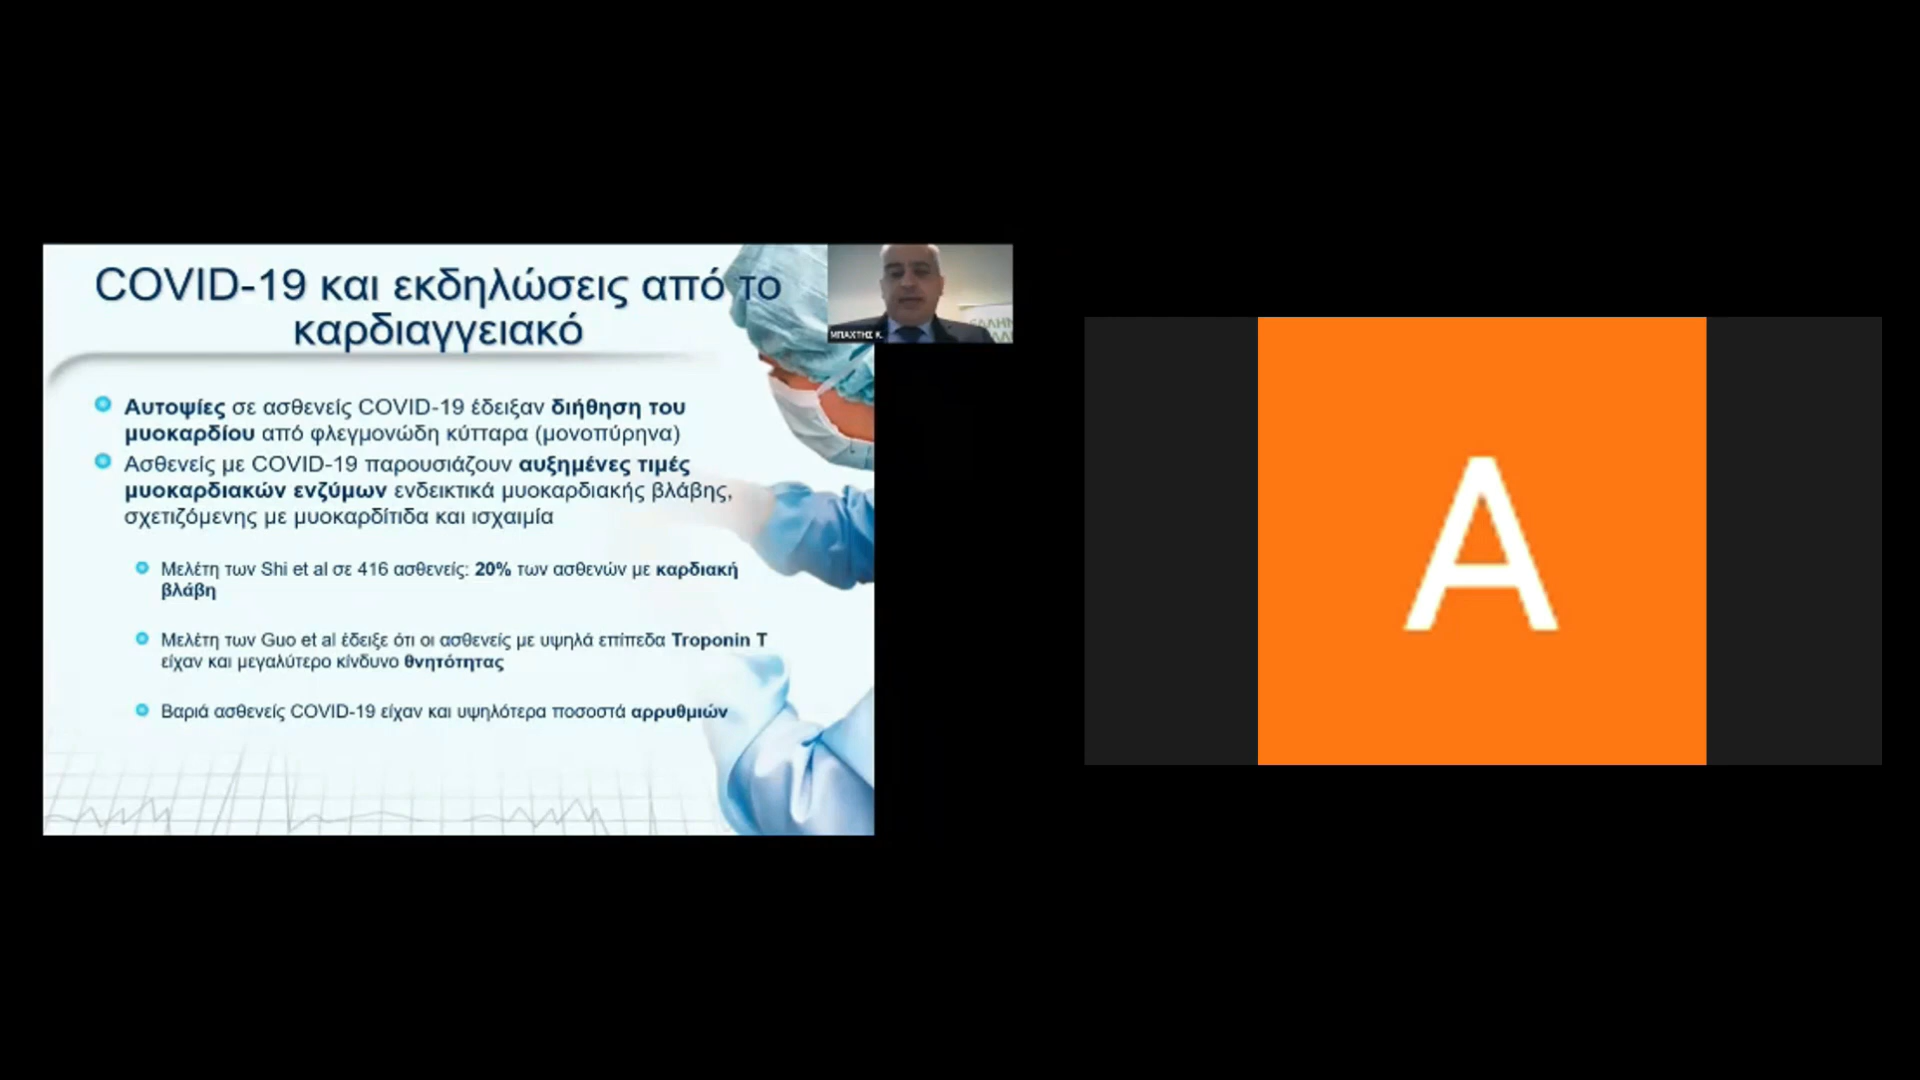 COVID-19 και εκδηλώσεις από το
καρδιαγγειακό
ΜΠΑΧΤΗΣ Κ.
Αυτοψίες σε ασθενείς COVID-19 έδειξαν διήθηση του
μυοκαρδίου από φλεγμονώδη κύτταρα (μονοπύρηνα)
Ασθενείς με COVID-19 παρουσιάζουν αυξημένες τιμές
μυοκαρδιακών ενζύμων ενδεικτικά μυοκαρδιακής βλάβης,
σχετιζόμενης με μυοκαρδίτιδα και ισχαιμία
Μελέτη των Shi et al σε 416 ασθενείς: 20% των ασθενών με καρδιακή
βλάβη
Μελέτη των Guo et al έδειξε ότι οι ασθενείς με υψηλά επίπεδα Troponin T
είχαν και μεγαλύτερο κίνδυνο θνητότητας
Βαριά ασθενείς COVID-19 είχαν και υψηλότερα ποσοστά αρρυθμιών
A